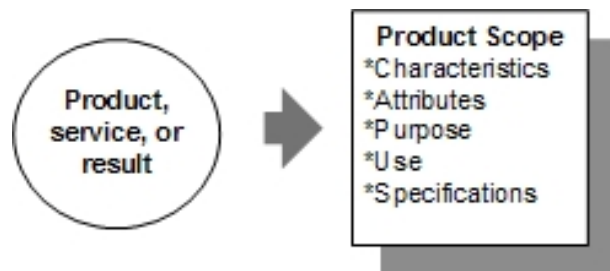 Product,
service, or
result
Product Scope
*Characteristics
*Attributes
*Purpose
*Use
*Specifications